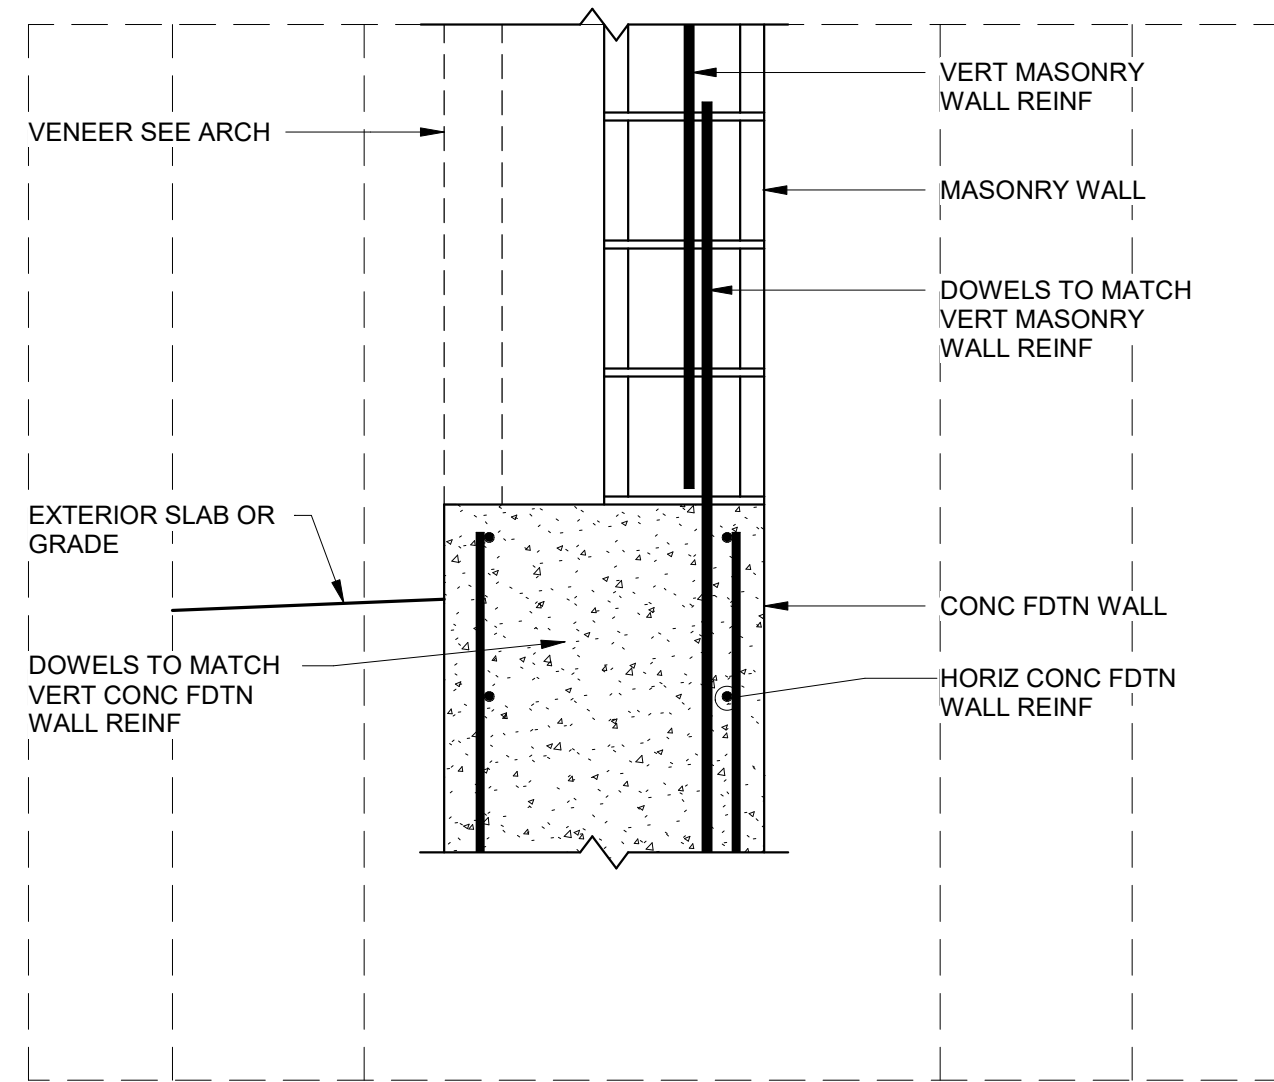 VENEER SEE ARCH
EXTERIOR SLAB OR
GRADE
DOWELS TO MATCH
VERT CONC FDTN
WALL REINF
VERT MASONRY
WALL REINF
MASONRY WALL
DOWELS TO MATCH
VERT MASONRY
WALL REINF
CONC FDTN WALL
HORIZ CONC FDTN
WALL REINF